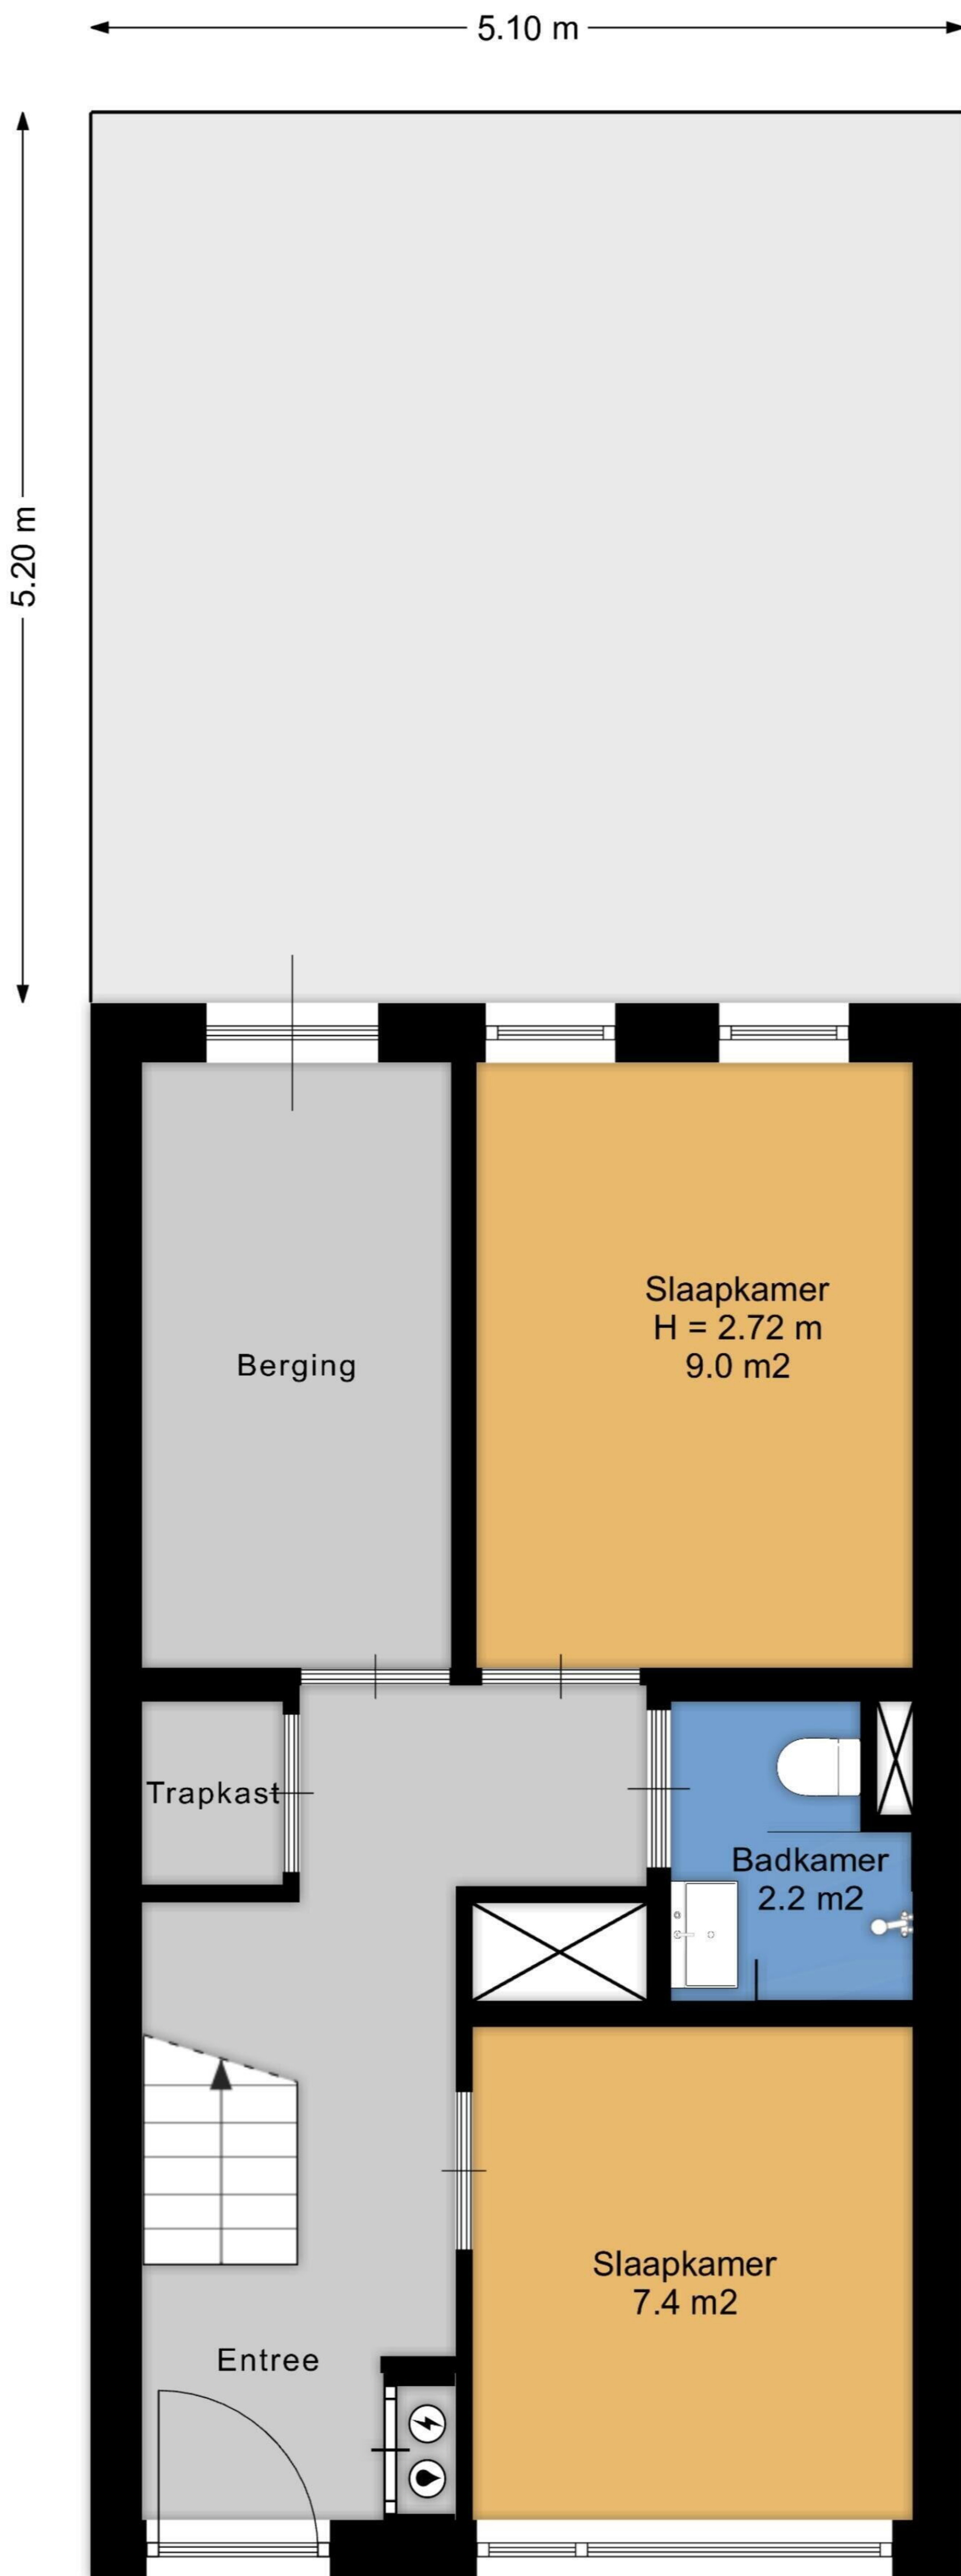 5.10 m
5.20 m
Slaapkamer
H = 2.72 m
9.0 m2
Berging
Trapkast
Badkamer
2.2 m2
Slaapkamer
7.4 m2
Entree